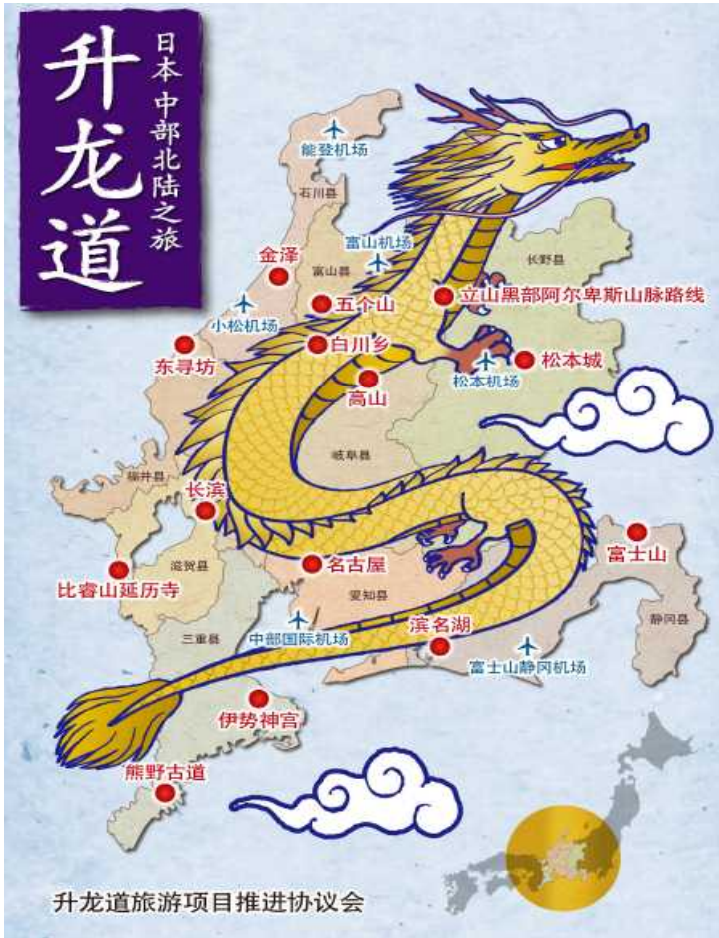 升龙道
日本中部北陆之旅
能登机场
石川县
金泽
富山机场
富山县
长野县
小松机场
五个山
立山黑部阿尔卑斯山脉路线
东寻坊
白川乡
松本机场
松本城
高山
岐阜县
福井县
长滨
富士山
比睿山延历寺
滋贺县
名古屋
爱知县
静冈县
三重县
中部国际机场
滨名湖
富士山静冈机场
伊势神宫
熊野古道
升龙道旅游项目推进协议会